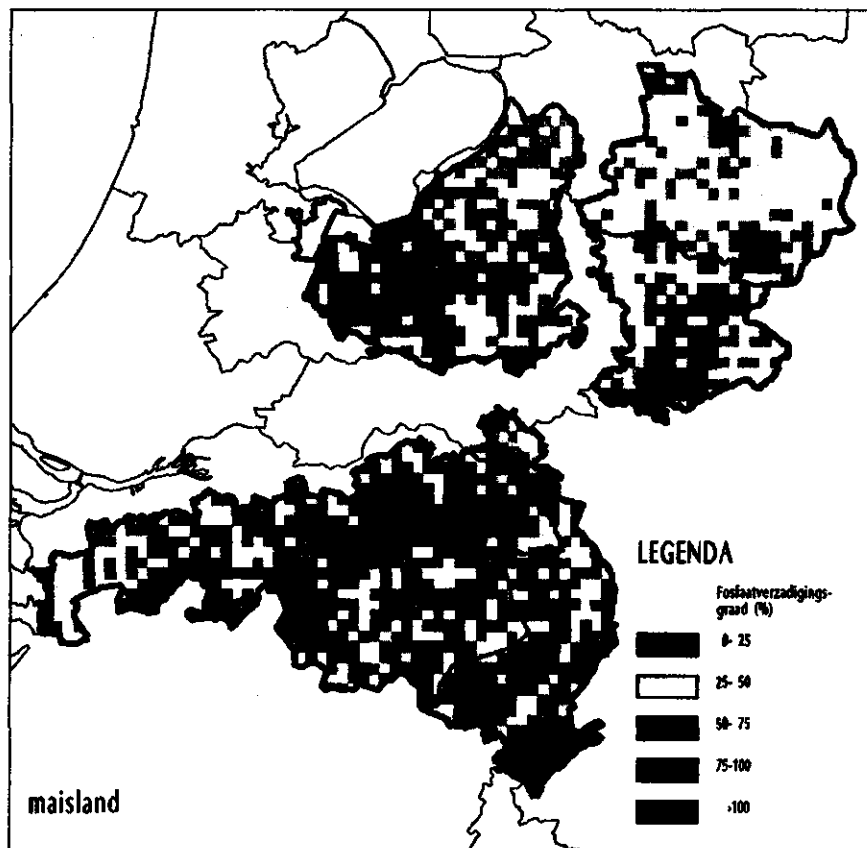 LEGENDA
Fosfaatverzadigings-
graad (%)
0- 25
25- 50
50- 75
75-100
>100
maisland